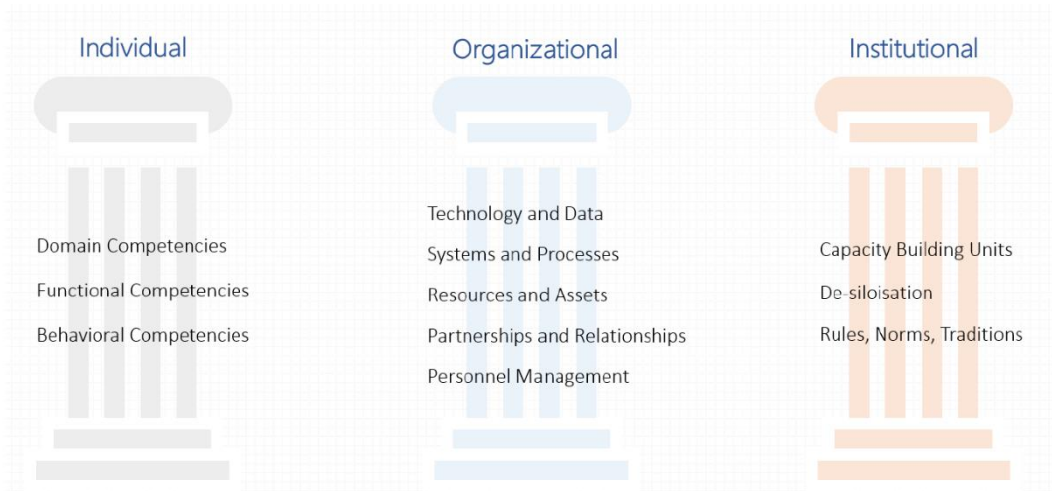 Individual
Domain Competencies
Functional Competencies
Behavioral Competencies
Organizational
Technology and Data
Systems and Processes
Resources and Assets
Partnerships and Relationships
Personnel Management
Institutional
Capacity Building Units
De-siloisation
Rules, Norms, Traditions